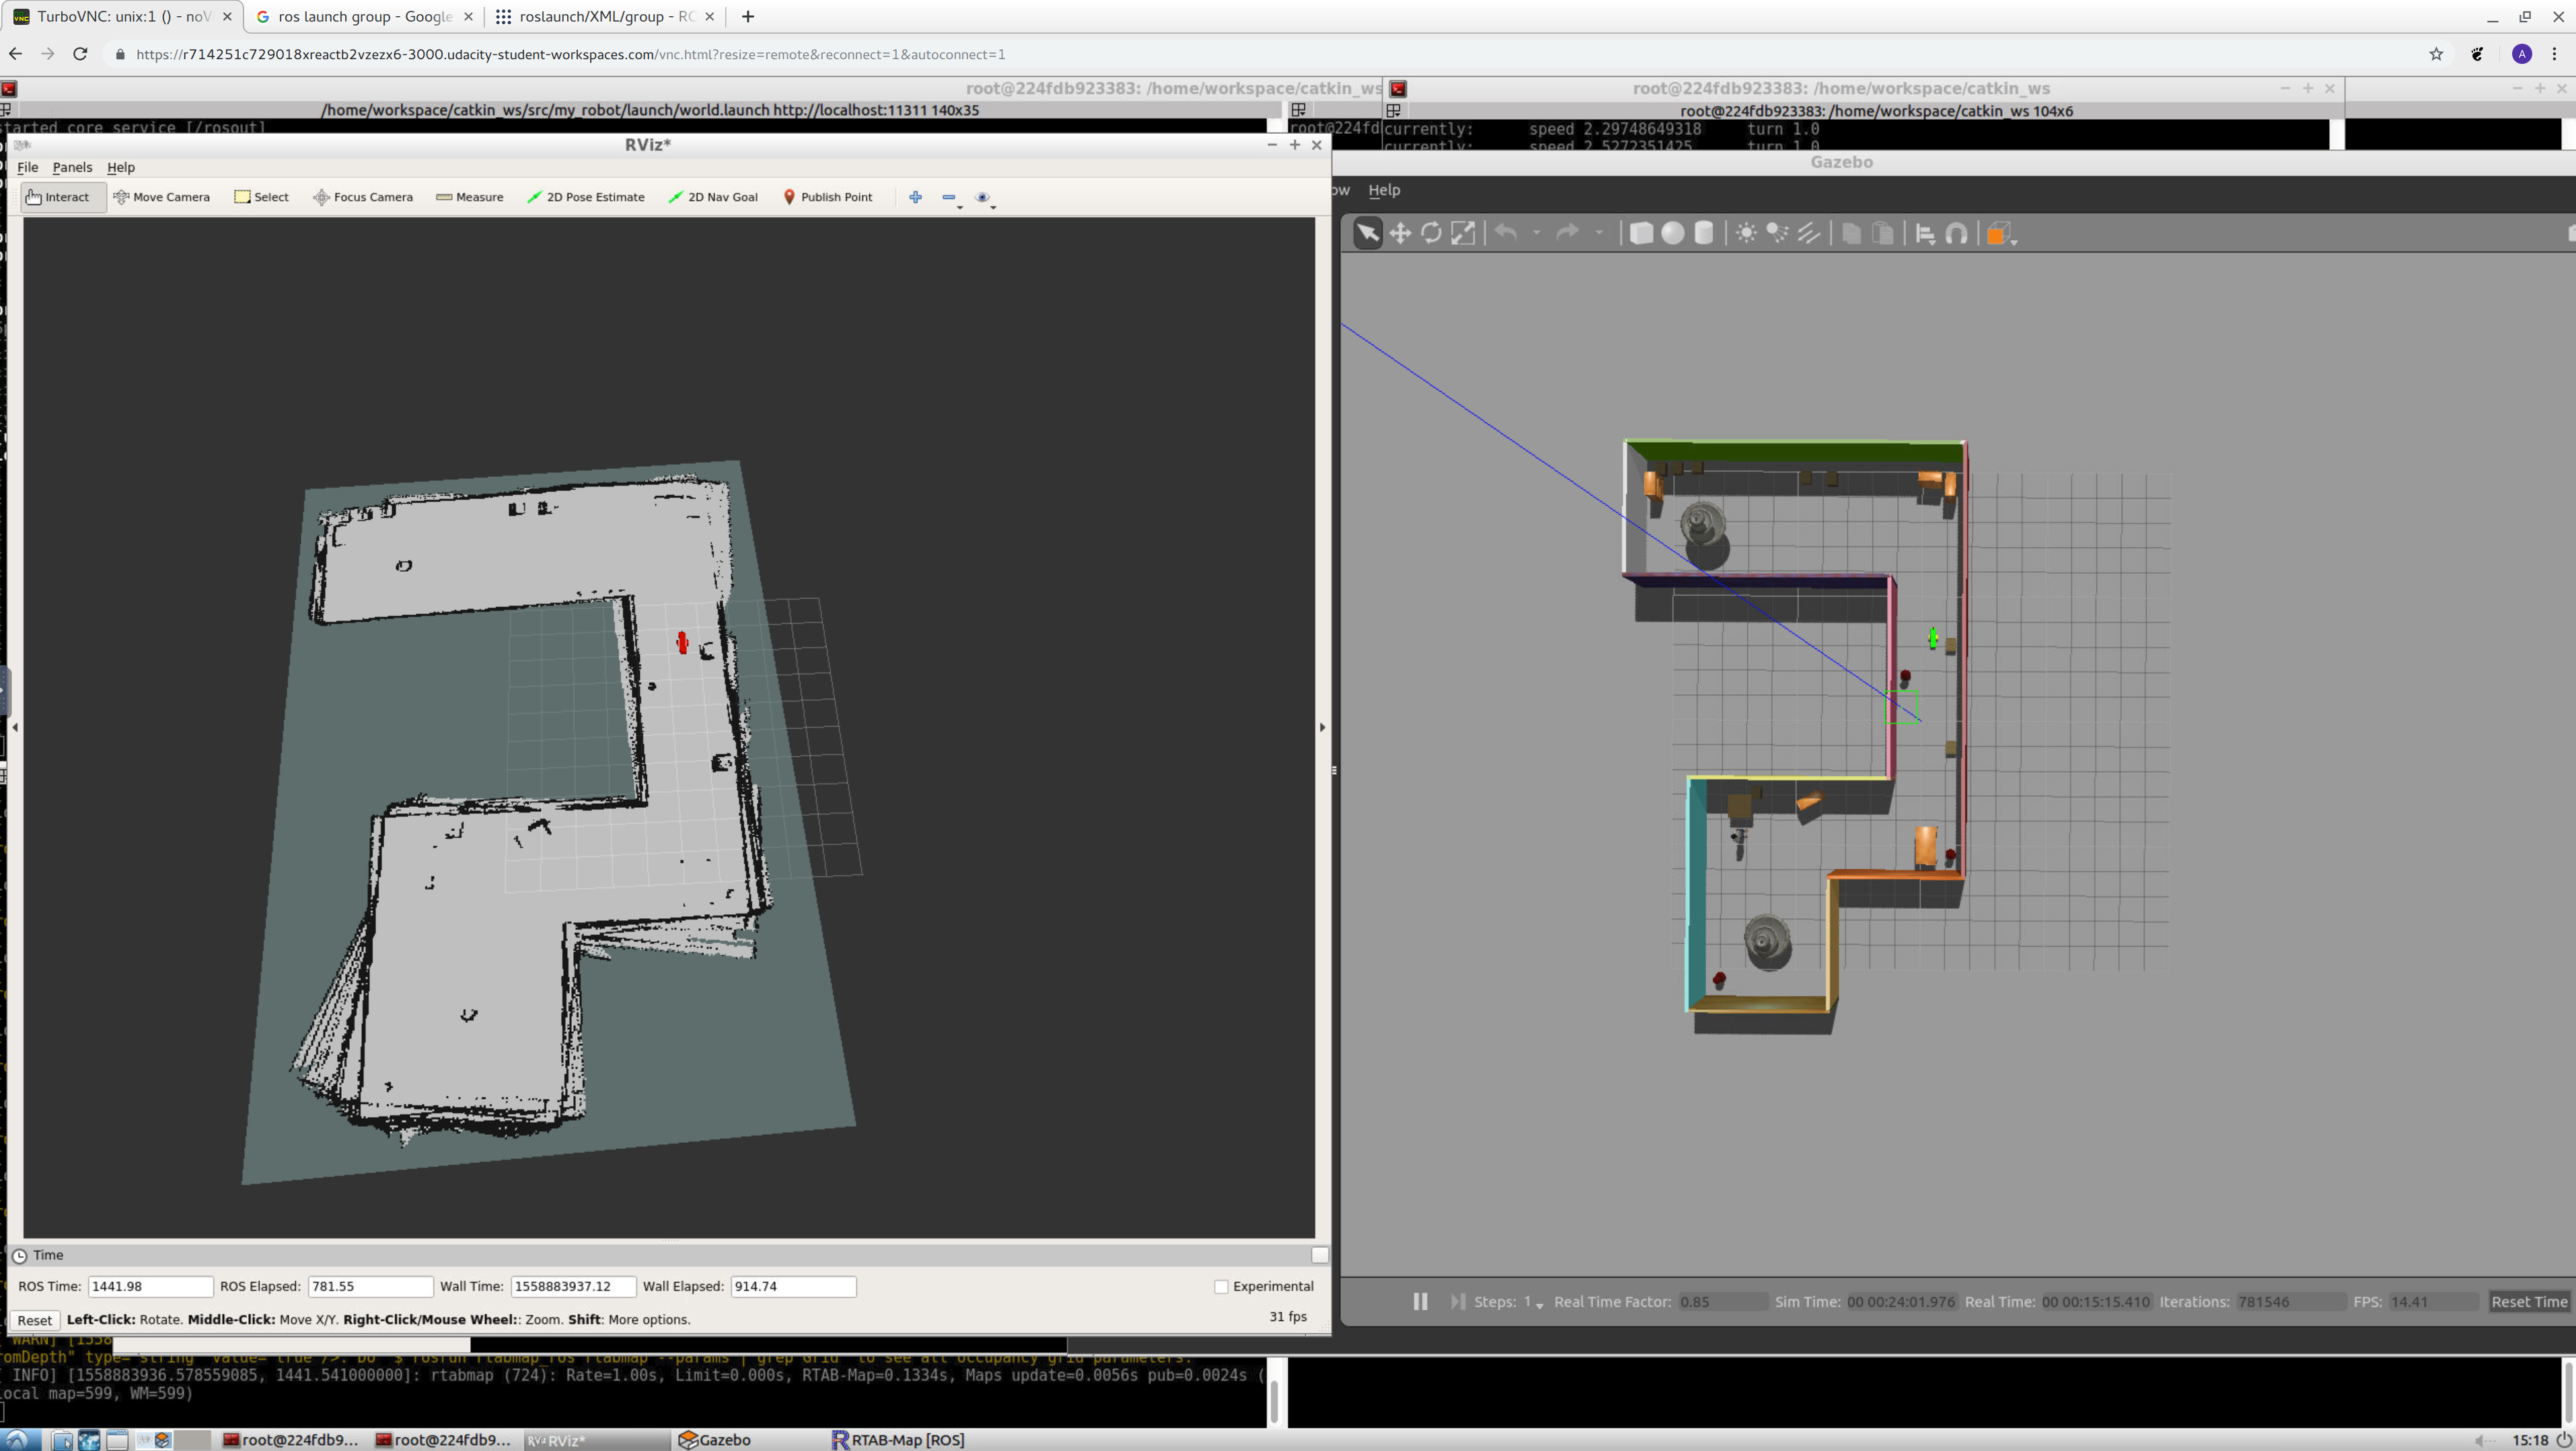 TurboVNC: unix:1 () - noV
ros launch group - Google
roslaunch/XML/group - RO
https://r714251c729018xreactb2vzezx6-3000.udacity-student-workspaces.com/vnc.html?resize=remote&reconnect=1&autoconnect=1
A
root@224fdb923383: /home/workspace/catkin_ws
root@224fdb923383: /home/workspace/catkin_ws
/home/workspace/catkin_ws/src/my_robot/launch/world.launch http://localhost:11311 140x35
root@224fdb923383: /home/workspace/catkin_ws 104x6
tarted core service [/rosout]
root@224fd
currently: speed 2.29748649318 turn 1.0
currently: speed 2.5272351425 turn 1.0
RViz*
File Panels Help
Interact Move Camera Select Focus Camera Measure 2D Pose Estimate 2D Nav Goal Publish Point
Gazebo
ow Help
Time
ROS Time: 1441.98 ROS Elapsed: 781.55 Wall Time: 1558883937.12 Wall Elapsed: 914.74 Experimental
Reset Left-Click: Rotate. Middle-Click: Move X/Y. Right-Click/Mouse Wheel:: Zoom. Shift: More options. 31 fps
Steps: 1 Real Time Factor: 0.85 Sim Time: 00 00:24:01.976 Real Time: 00 00:15:15.410 Iterations: 781546 FPS: 14.41 Reset Time
WARN] [1558
omDepth" type="string" value="true"/>. Do "$ rosrun rtabmap_ros rtabmap --params | grep Grid" to see all occupancy grid parameters.
INFO] [1558883936.578559085, 1441.541000000]: rtabmap (724): Rate=1.00s, Limit=0.000s, RTAB-Map=0.1334s, Maps update=0.0056s pub=0.0024s (
ocal map=599, WM=599)
root@224fdb9...
root@224fdb9...
RViz*
Gazebo
RTAB-Map [ROS]
15:18